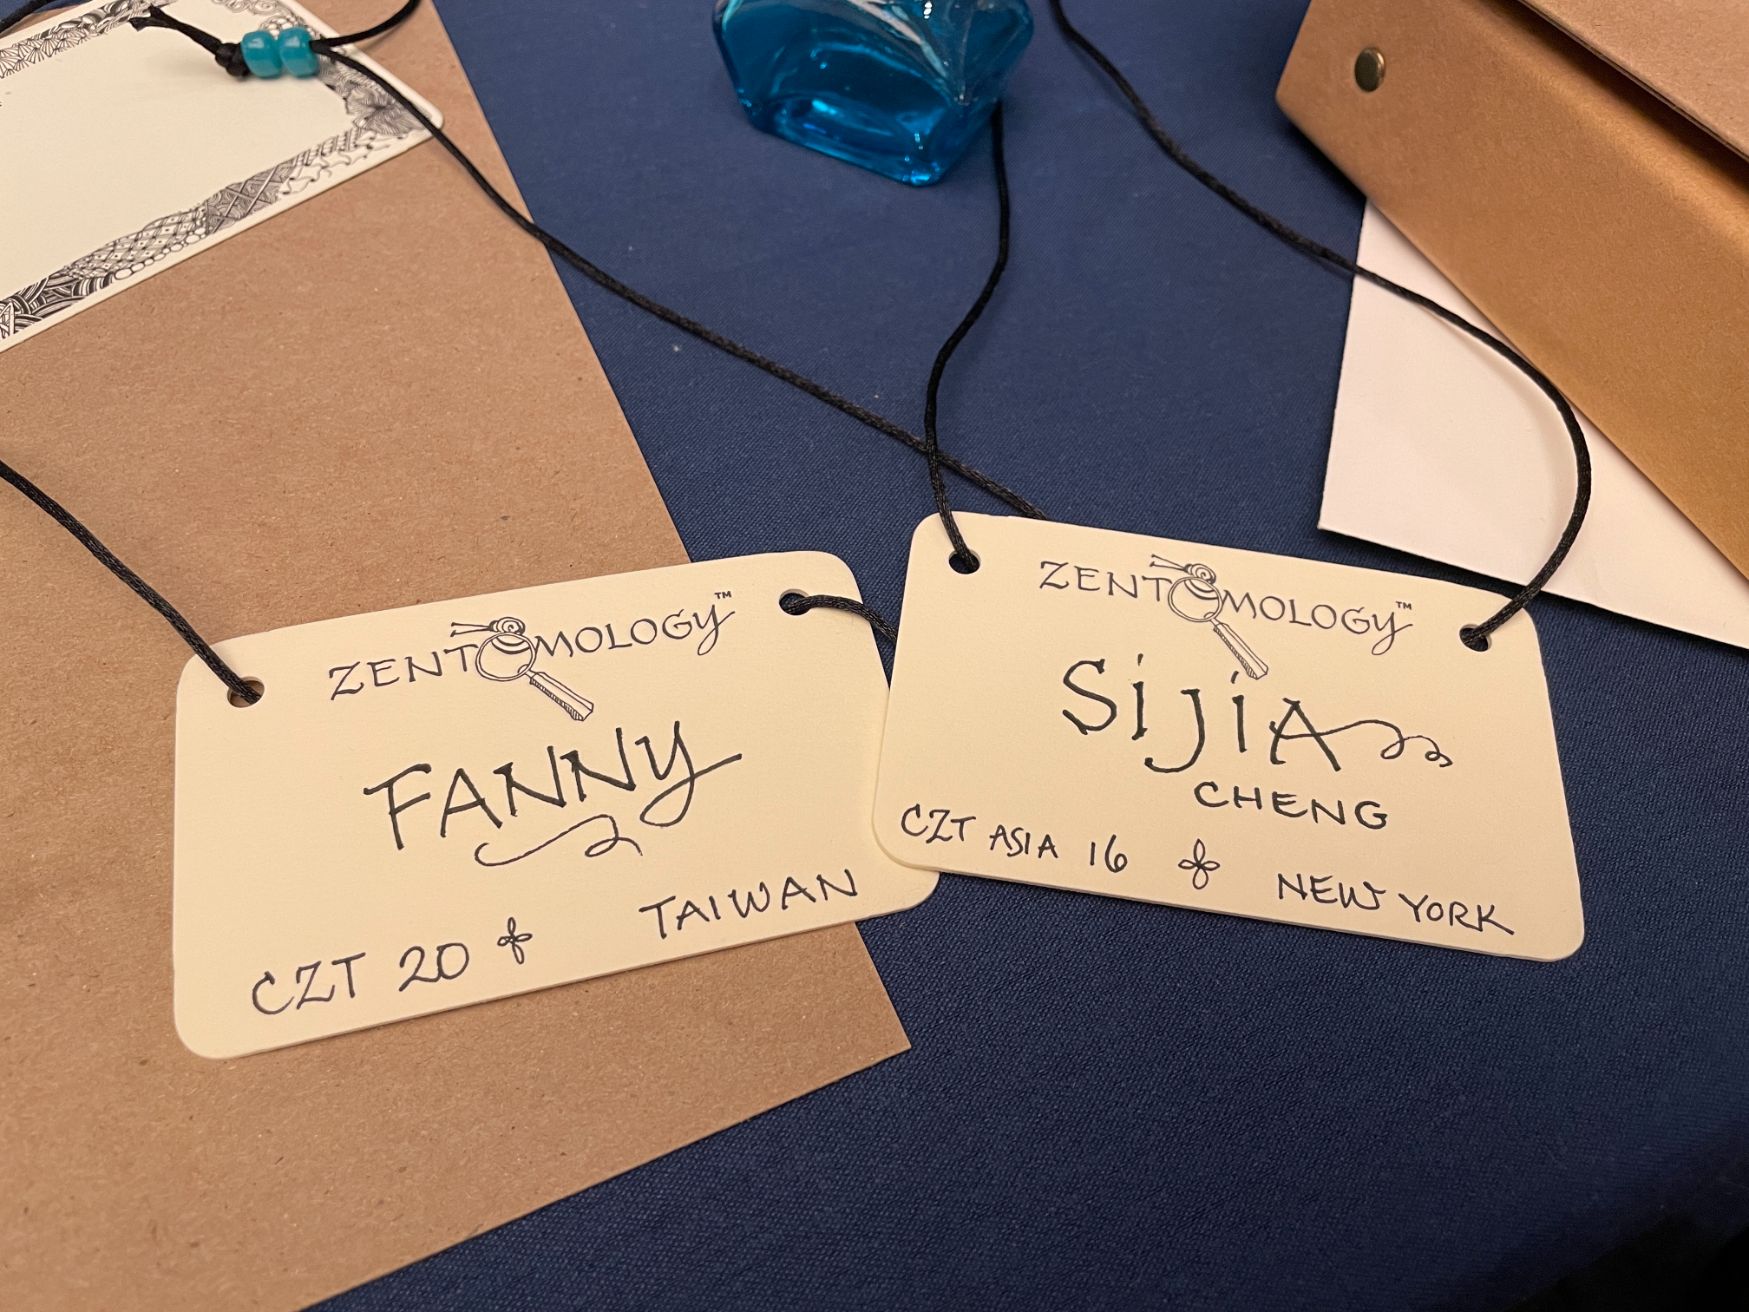 ZENTOMOLOGY™
FANNY
CZT 20 TAIWAN
ZENTOMOLOGY™
SiJiA
CHENG
CZT ASIA 16 NEW YORK